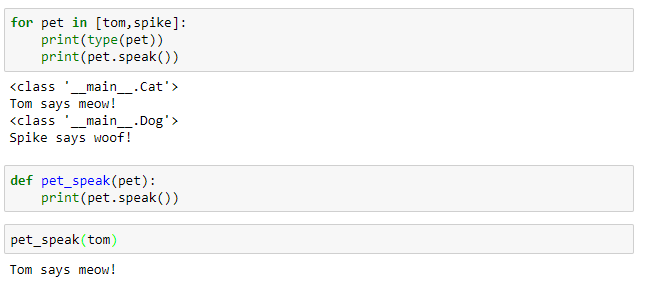 for pet in [tom,spike]:
    print(type(pet))
    print(pet.speak())
<class '__main__.Cat'>
Tom says meow!
<class '__main__.Dog'>
Spike says woof!
def pet_speak(pet):
    print(pet.speak())
pet_speak(tom)
Tom says meow!